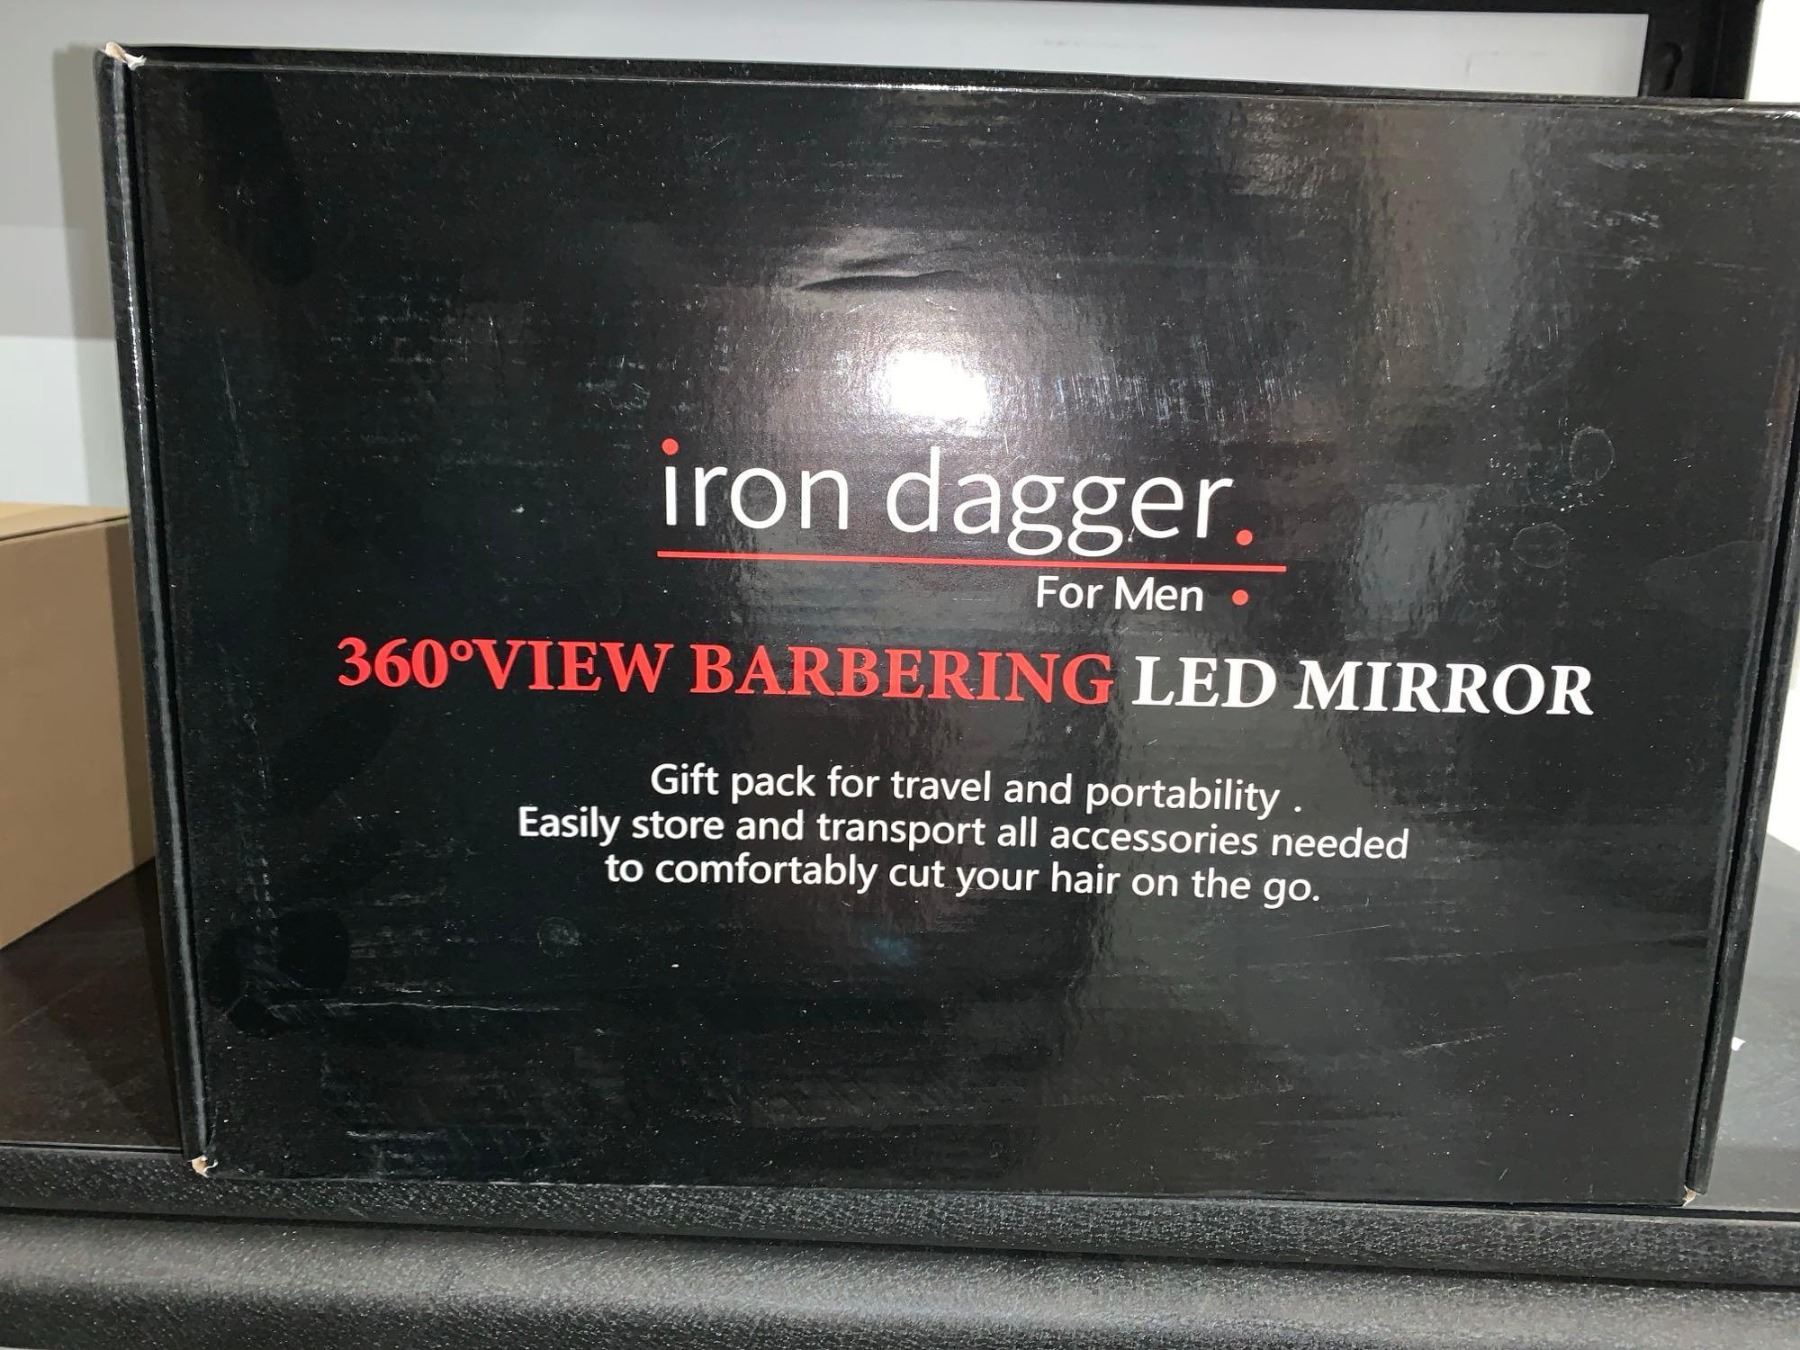 iron dagger.
For Men •
360°VIEW BARBERING LED MIRROR
Gift pack for travel and portability .
Easily store and transport all accessories needed
to comfortably cut your hair on the go.